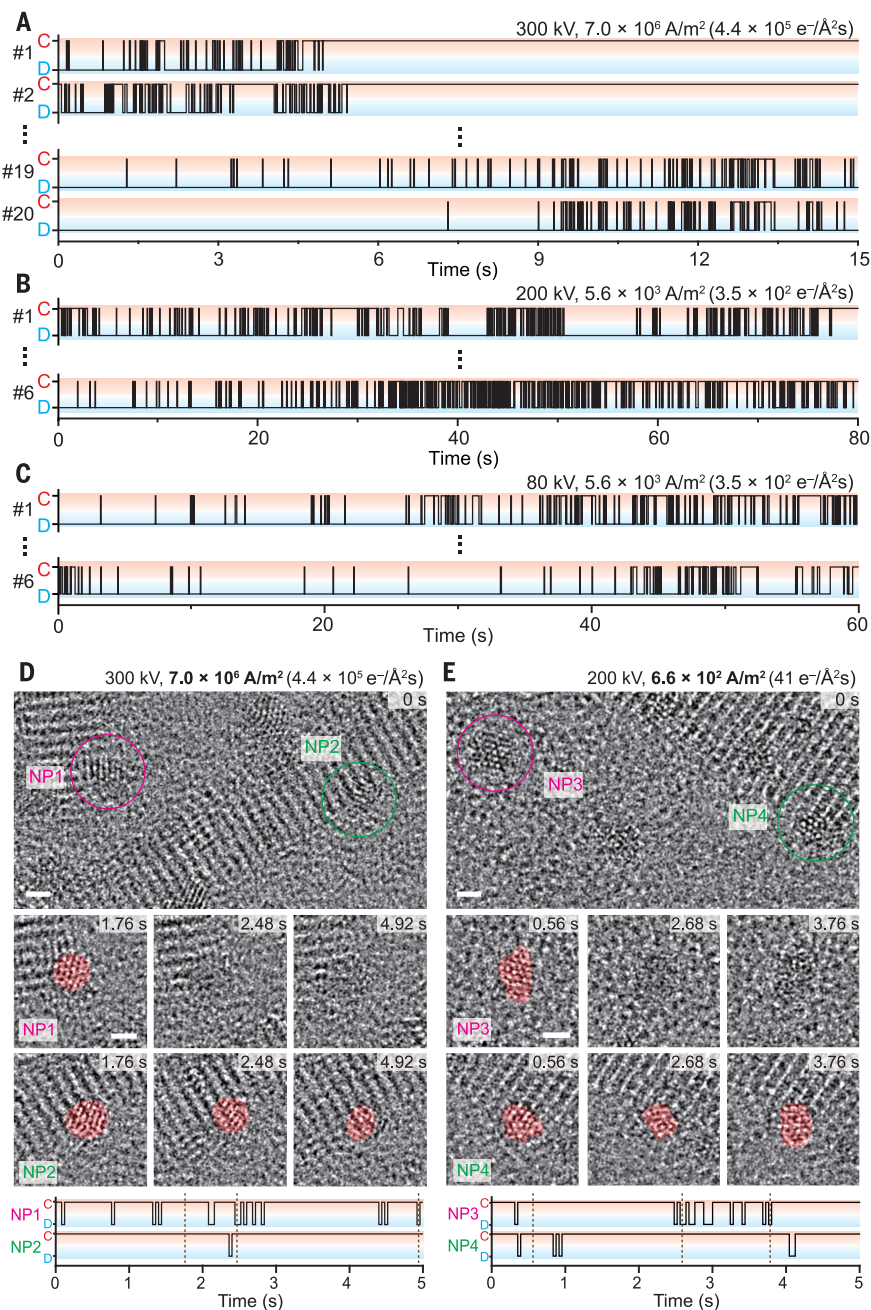 A
300 kV, 7.0 × 10⁶ A/m² (4.4 × 10⁵ e⁻/Å²s)
#1 C
D
#2 C
D
#19 C
D
#20 C
D
0 3 6 9 12 15
Time (s)
B
200 kV, 5.6 × 10³ A/m² (3.5 × 10² e⁻/Å²s)
#1 C
D
#6 C
D
0 20 40 60 80
Time (s)
C
80 kV, 5.6 × 10³ A/m² (3.5 × 10² e⁻/Å²s)
#1 C
D
#6 C
D
0 20 40 60
Time (s)
D
300 kV, 7.0 × 10⁶ A/m² (4.4 × 10⁵ e⁻/Å²s)
0 s
NP1
NP2
1.76 s 2.48 s 4.92 s
NP1
1.76 s 2.48 s 4.92 s
NP2
NP1 C
D
NP2 C
D
0 1 2 3 4 5
Time (s)
E
200 kV, 6.6 × 10² A/m² (41 e⁻/Å²s)
0 s
NP3
NP4
0.56 s 2.68 s 3.76 s
NP3
0.56 s 2.68 s 3.76 s
NP4
NP3 C
D
NP4 C
D
0 1 2 3 4 5
Time (s)